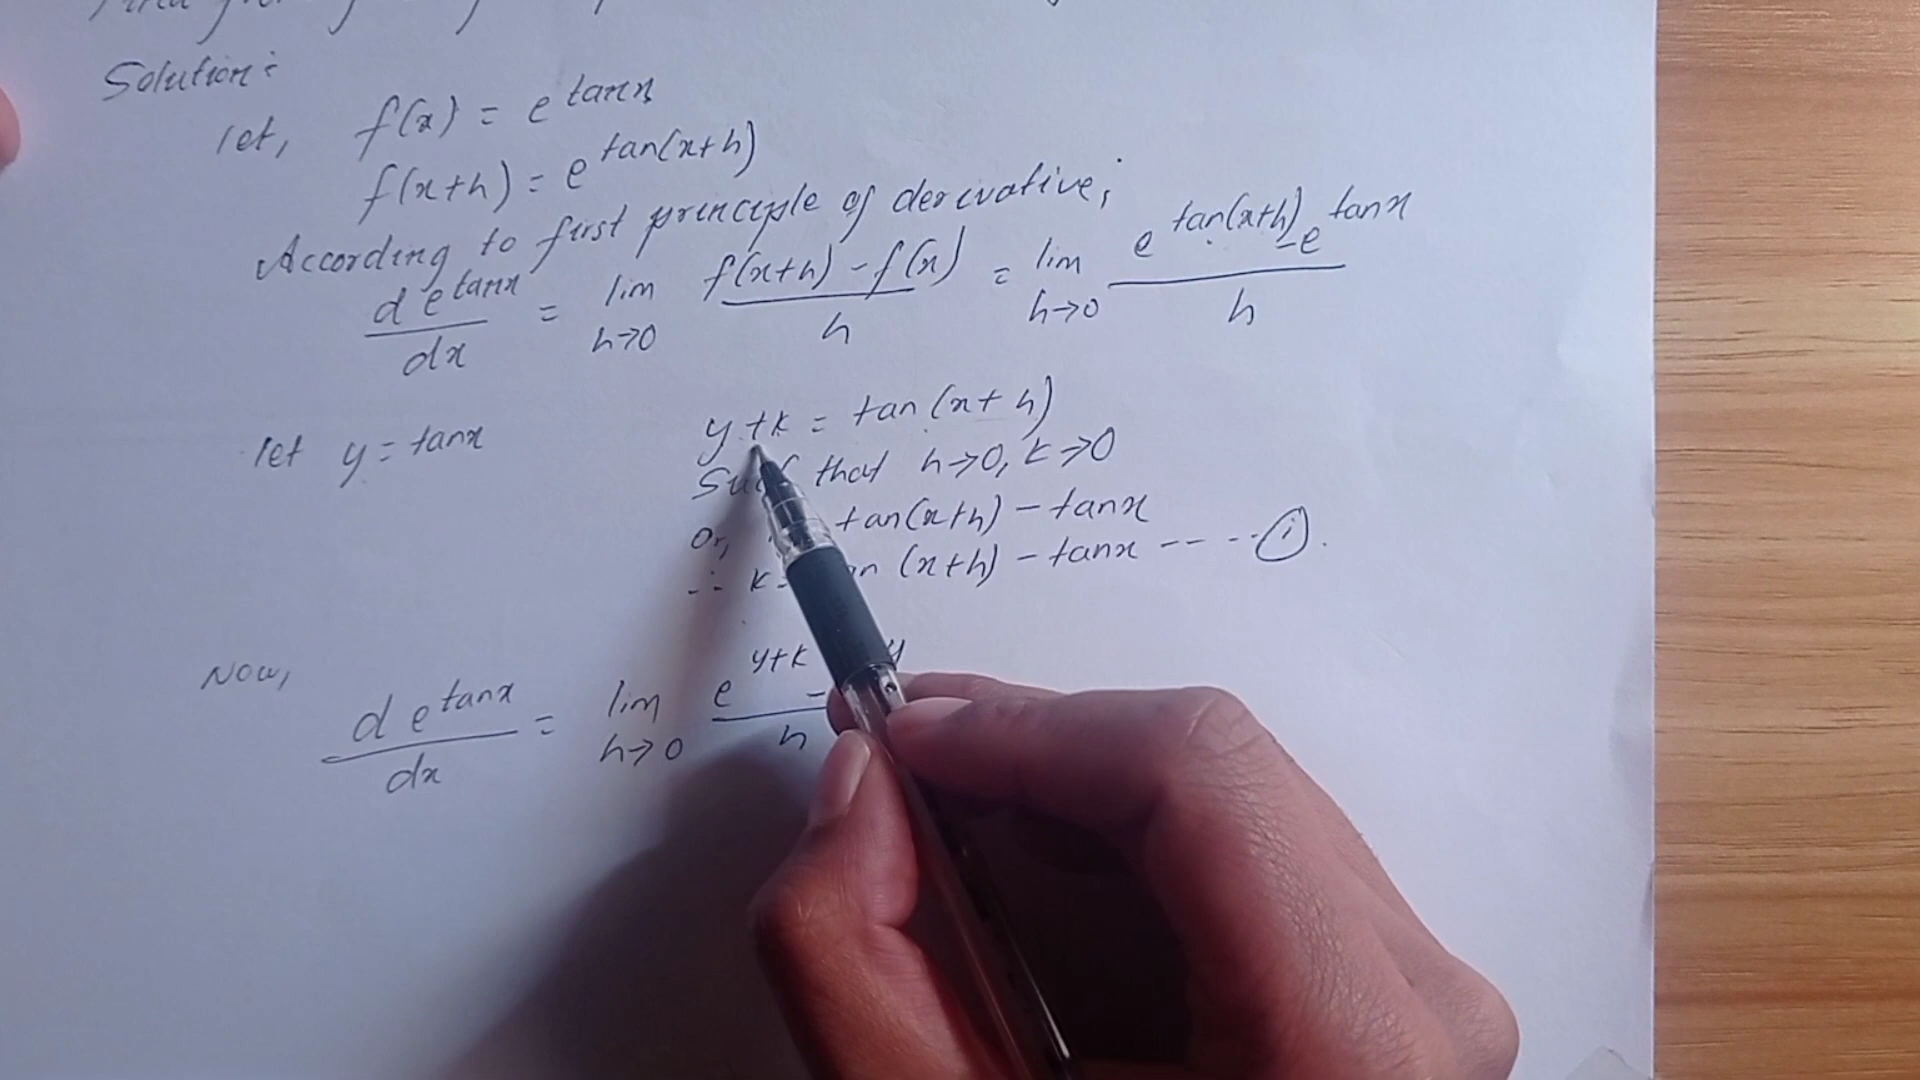 Solution:
let, f(x) = e^tanx
f(x+h) = e^tan(x+h)
According to first principle of derivative;
d e^tanx / dx = lim h→0 f(x+h) - f(x) / h = lim h→0 e^tan(x+h) - e^tanx / h
let y = tanx
y+k = tan(x+h)
that h→0, k→0
Or, tan(x+h) - tanx
∴ k (x+h) - tanx ---- (i).
Now,
d e^tanx / dx = lim h→0 e^y+k - y / h